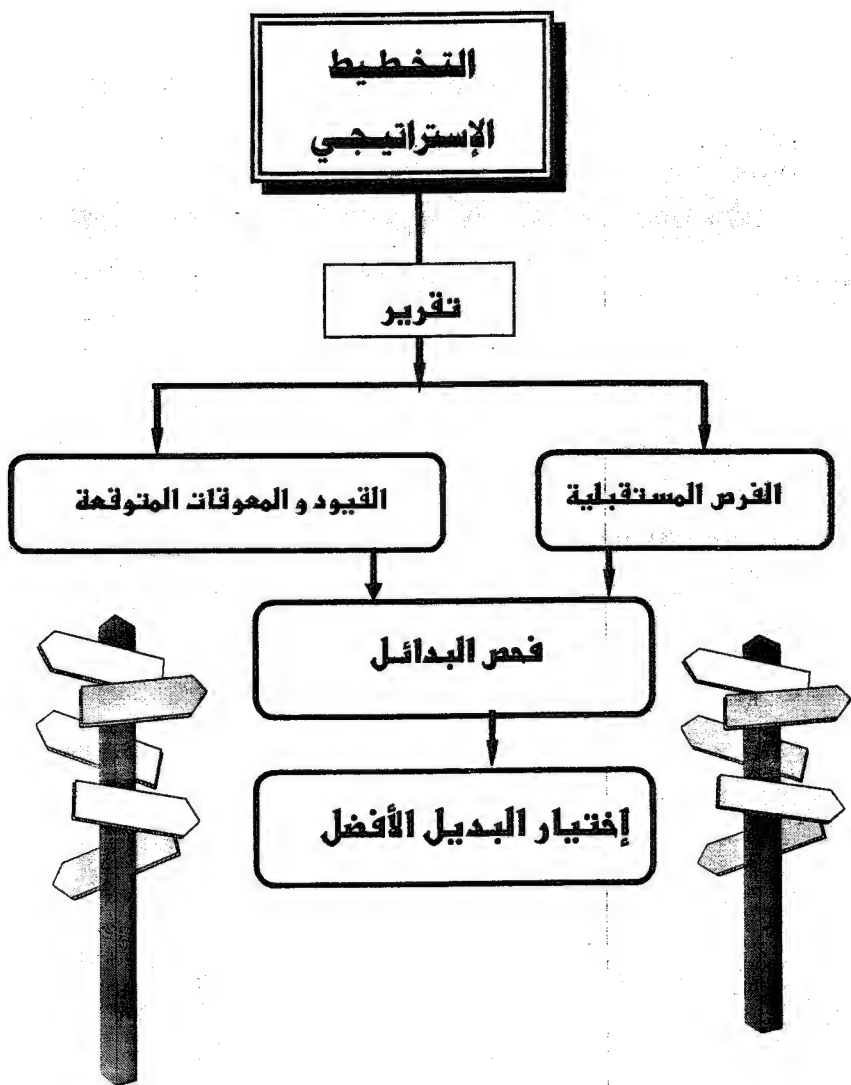 التخطيط
الإستراتيجي
تقرير
الفرص المستقبلية
القيود و المعوقات المتوقعة
فحص البدائل
إختيار البديل الأفضل